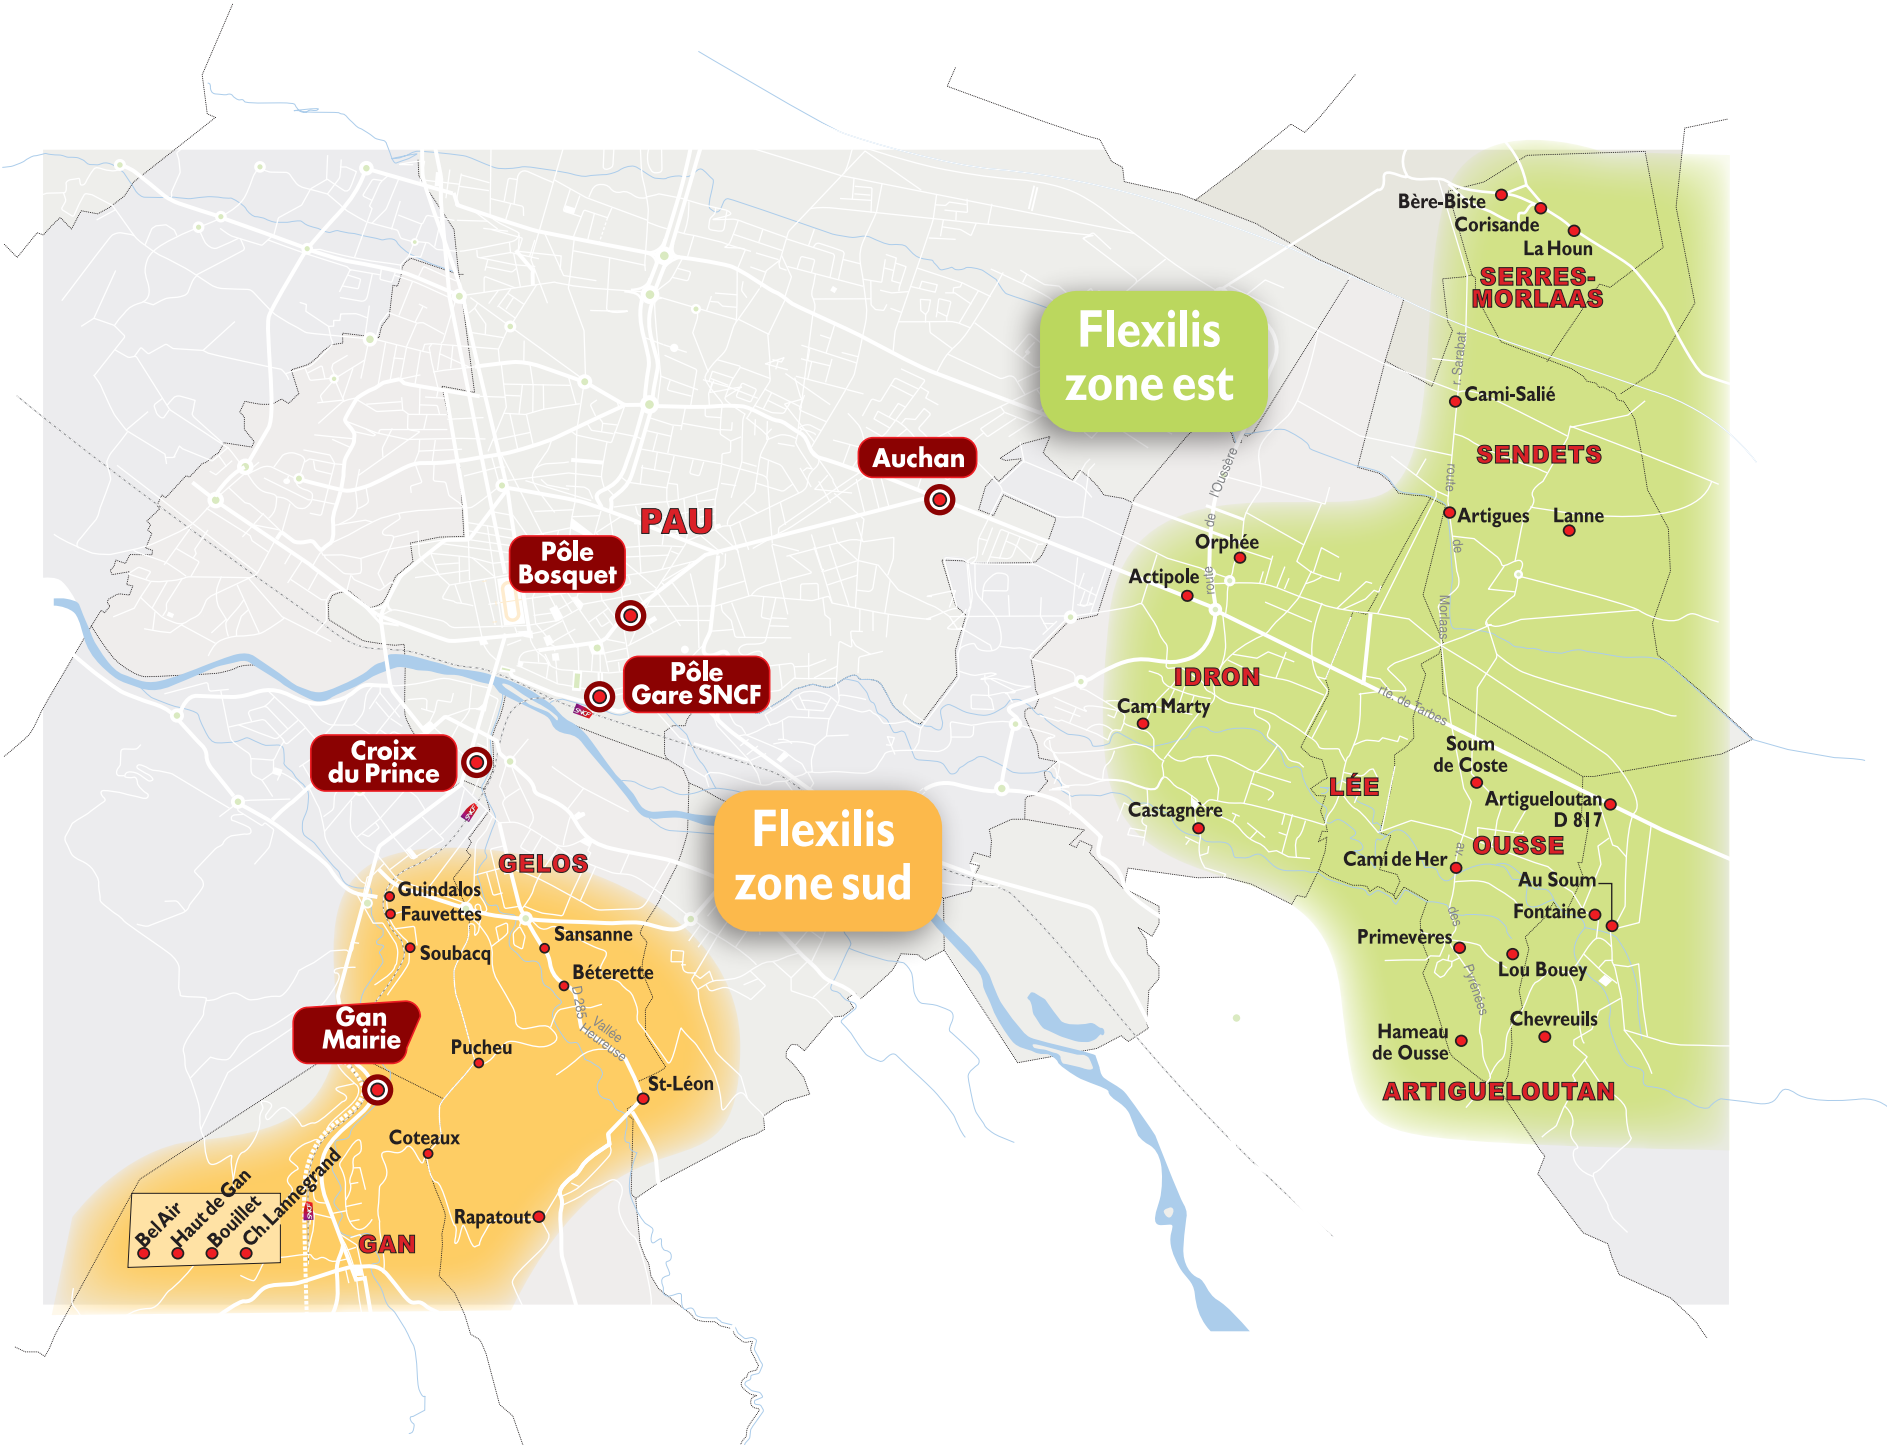 Bère-Biste
Corisande
La Houn
SERRES-
MORLAAS
Flexilis
zone est
r. Sarabat
Cami-Salié
Auchan
SENDETS
route de l'Oussère
route de Morlaas
PAU
Artigues
Lanne
Pôle
Bosquet
Orphée
Actipole
Pôle
Gare SNCF
SNCF
IDRON
rte. de Tarbes
Cam Marty
Croix
du Prince
SNCF
Soum
de Coste
LÉE
Artigueloutan
D 817
Castagnère
Flexilis
zone sud
OUSSE
GELOS
Cami de Her
av. des Pyrénées
Au Soum
Guindalos
Fauvettes
Fontaine
Sansanne
Soubacq
Primevères
Béterette
Lou Bouey
D 285
Vallée
Heureuse
Gan
Mairie
Chevreuils
Hameau
de Ousse
Pucheu
St-Léon
ARTIGUELOUTAN
Coteaux
Bel Air
Haut de Gan
Bouillet
Ch. Lannegrand
SNCF
Rapatout
GAN